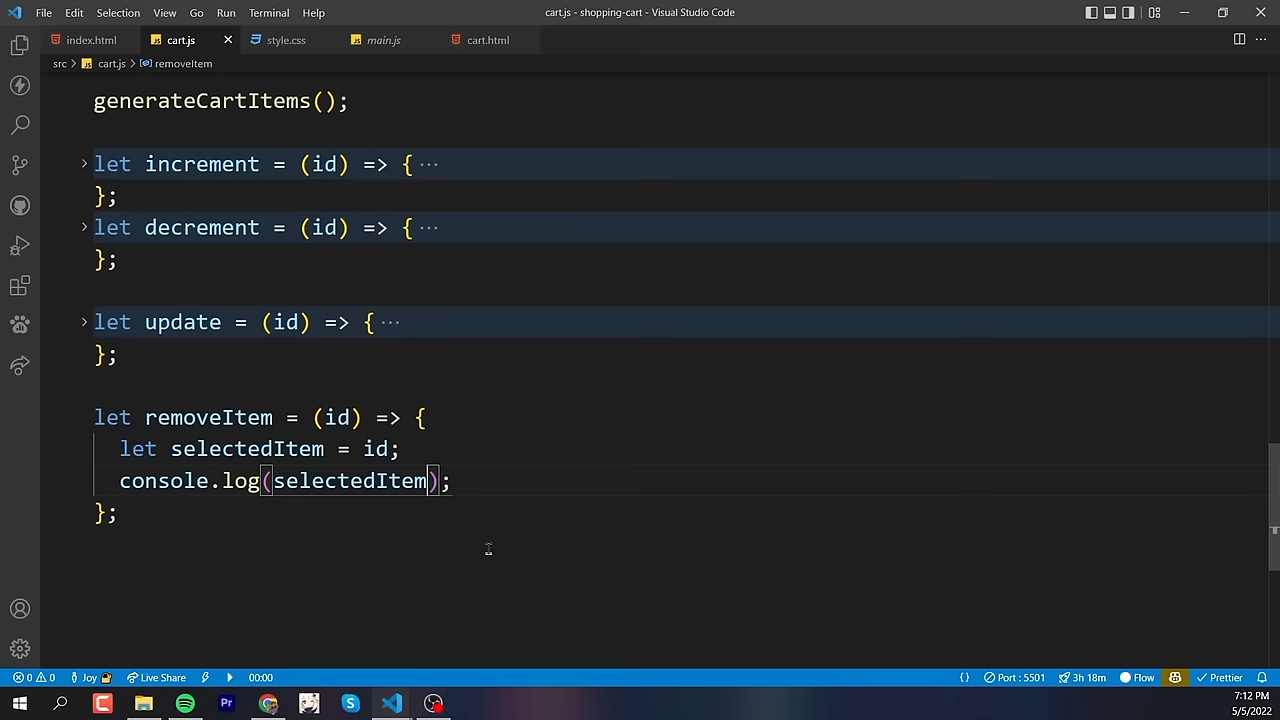 File Edit Selection View Go Run Terminal Help
cart.js - shopping-cart - Visual Studio Code
index.html cart.js style.css main.js cart.html
src > cart.js > removeItem
generateCartItems();
let increment = (id) => { ···
};
let decrement = (id) => { ···
};
let update = (id) => { ···
};
let removeItem = (id) => {
let selectedItem = id;
console.log(selectedItem);
};
0 0 Joy Live Share 00:00 {} Port : 5501 3h 18m Flow Prettier
Pr
7:12 PM
5/5/2022